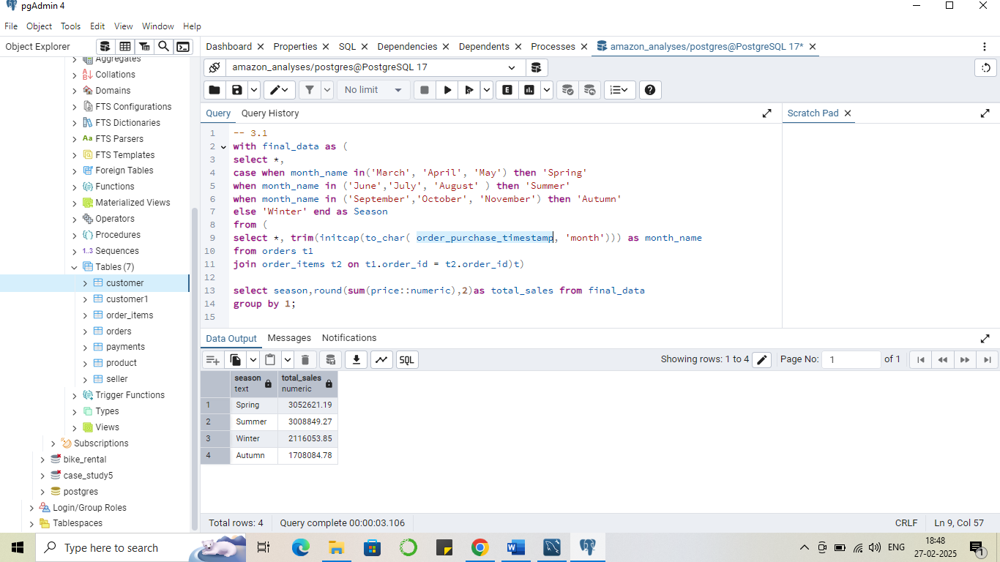 pgAdmin 4
File Object Tools Edit View Window Help
Object Explorer
Dashboard Properties SQL Dependencies Dependents Processes amazon_analyses/postgres@PostgreSQL 17*
amazon_analyses/postgres@PostgreSQL 17
No limit
E
Query Query History
Scratch Pad
1 -- 3.1
2 with final_data as (
3 select *,
4 case when month_name in('March', 'April', 'May') then 'Spring'
5 when month_name in ('June','July', 'August' ) then 'Summer'
6 when month_name in ('September','October', 'November') then 'Autumn'
7 else 'Winter' end as Season
8 from (
9 select *, trim(initcap(to_char( order_purchase_timestamp, 'month'))) as month_name
10 from orders t1
11 join order_items t2 on t1.order_id = t2.order_id)t)
12
13 select season,round(sum(price::numeric),2)as total_sales from final_data
14 group by 1;
15
Aggregates
Collations
Domains
FTS Configurations
FTS Dictionaries
Aa FTS Parsers
FTS Templates
Foreign Tables
Functions
Materialized Views
Operators
Procedures
1..3 Sequences
Tables (7)
customer
customer1
order_items
orders
payments
product
seller
Trigger Functions
Types
Views
Subscriptions
bike_rental
case_study5
postgres
Login/Group Roles
Tablespaces
Data Output Messages Notifications
SQL
Showing rows: 1 to 4 Page No: 1 of 1
season total_sales
text numeric
1 Spring 3052621.19
2 Summer 3008849.27
3 Winter 2116053.85
4 Autumn 1708084.78
Total rows: 4 Query complete 00:00:03.106 CRLF Ln 9, Col 57
Type here to search
ENG
18:48
27-02-2025
1